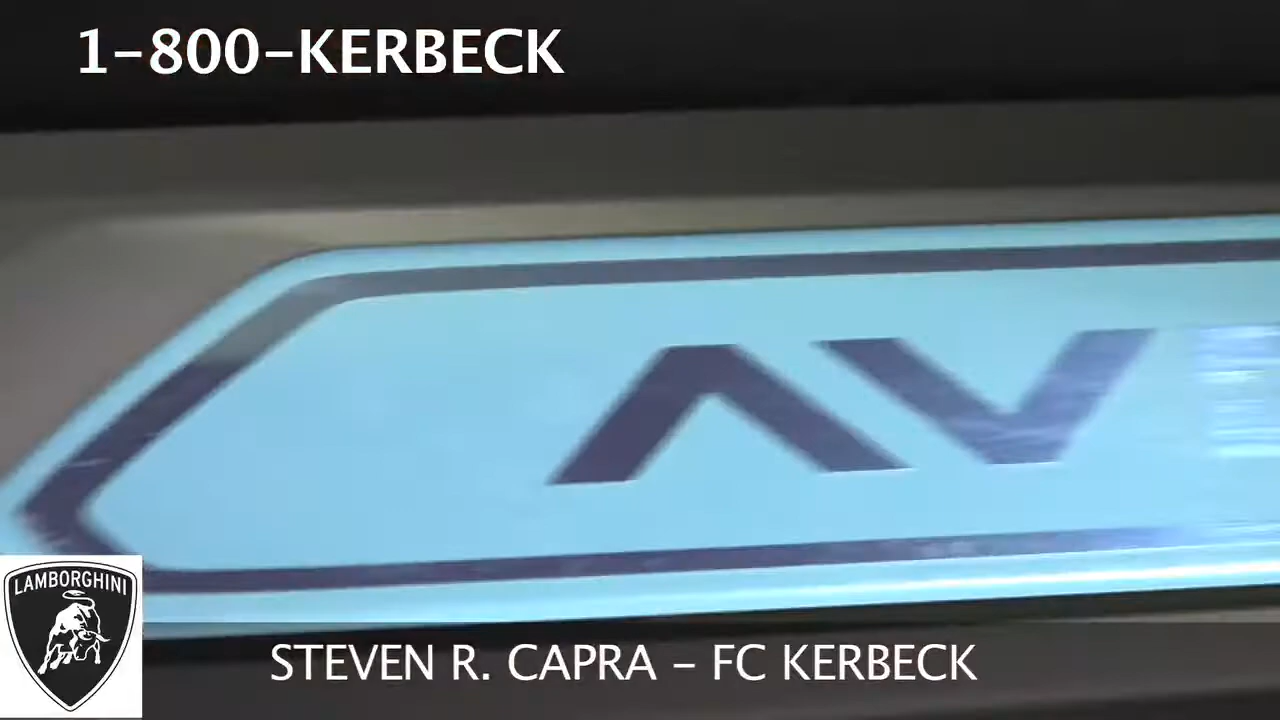 1-800-KERBECK
AV
LAMBORGHINI
STEVEN R. CAPRA - FC KERBECK